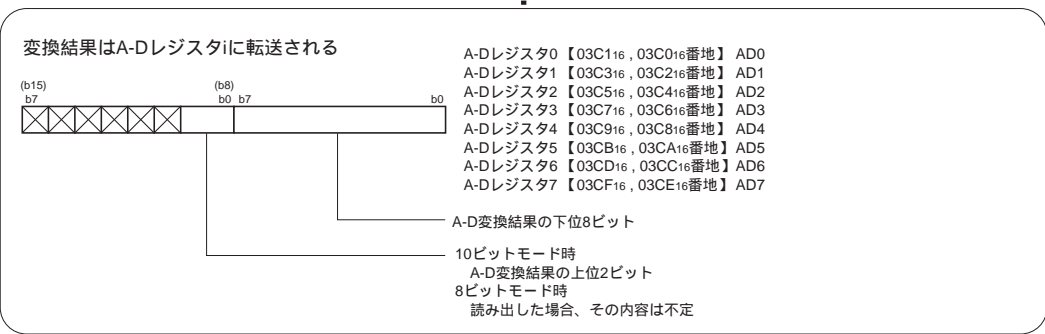 変換結果はA-Dレジスタiに転送される
(b15) (b8)
b7 b0 b7 b0
A-Dレジスタ0 【03C116 , 03C016番地】 AD0
A-Dレジスタ1 【03C316 , 03C216番地】 AD1
A-Dレジスタ2 【03C516 , 03C416番地】 AD2
A-Dレジスタ3 【03C716 , 03C616番地】 AD3
A-Dレジスタ4 【03C916 , 03C816番地】 AD4
A-Dレジスタ5 【03CB16 , 03CA16番地】 AD5
A-Dレジスタ6 【03CD16 , 03CC16番地】 AD6
A-Dレジスタ7 【03CF16 , 03CE16番地】 AD7
A-D変換結果の下位8ビット
10ビットモード時
A-D変換結果の上位2ビット
8ビットモード時
読み出した場合、その内容は不定